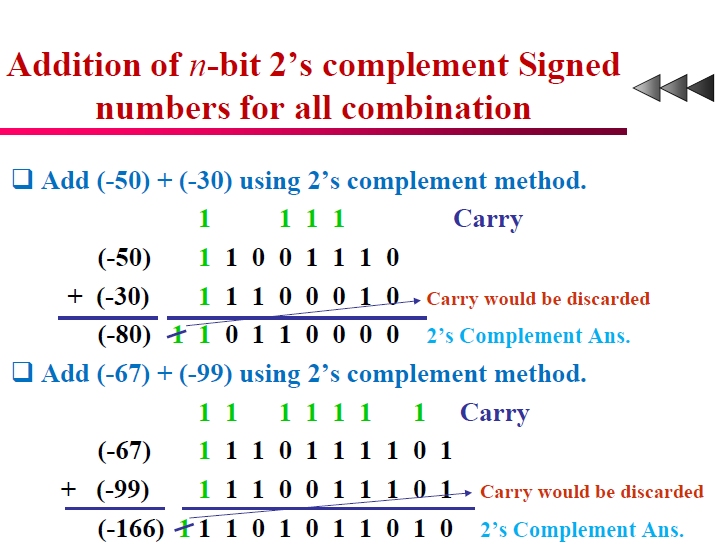 Addition of n-bit 2's complement Signed
numbers for all combination
❑ Add (-50) + (-30) using 2's complement method.
1 1 1 1 Carry
(-50) 1 1 0 0 1 1 1 0
+ (-30) 1 1 1 0 0 0 1 0 Carry would be discarded
(-80) 1 1 0 1 1 0 0 0 0 2's Complement Ans.
❑ Add (-67) + (-99) using 2's complement method.
1 1 1 1 1 1 1 Carry
(-67) 1 1 1 0 1 1 1 1 0 1
+ (-99) 1 1 1 0 0 1 1 1 0 1 Carry would be discarded
(-166) 1 1 1 0 1 0 1 1 0 1 0 2's Complement Ans.